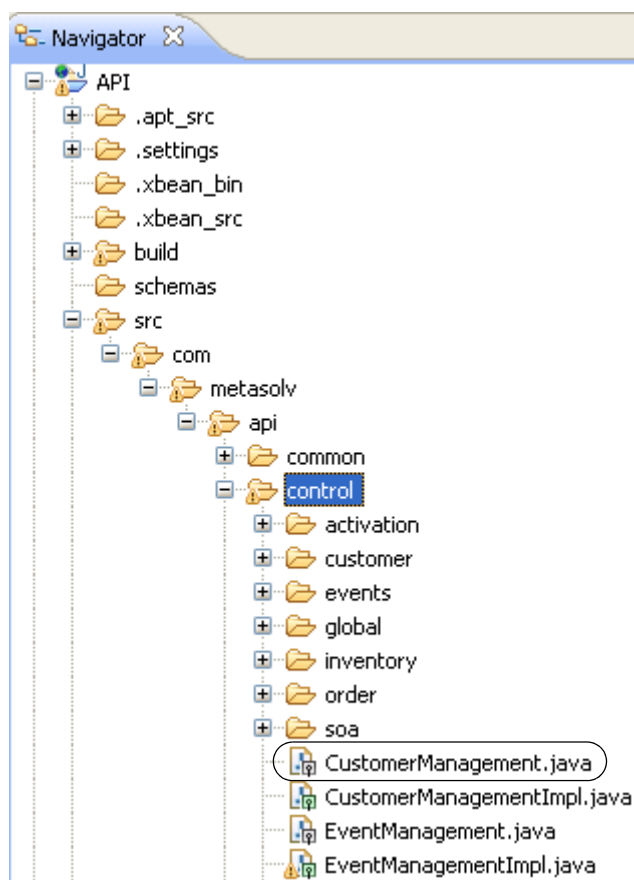 Navigator
API
.apt_src
.settings
.xbean_bin
.xbean_src
build
schemas
src
com
metasolv
api
common
control
activation
customer
events
global
inventory
order
soa
CustomerManagement.java
CustomerManagementImpl.java
EventManagement.java
EventManagementImpl.java